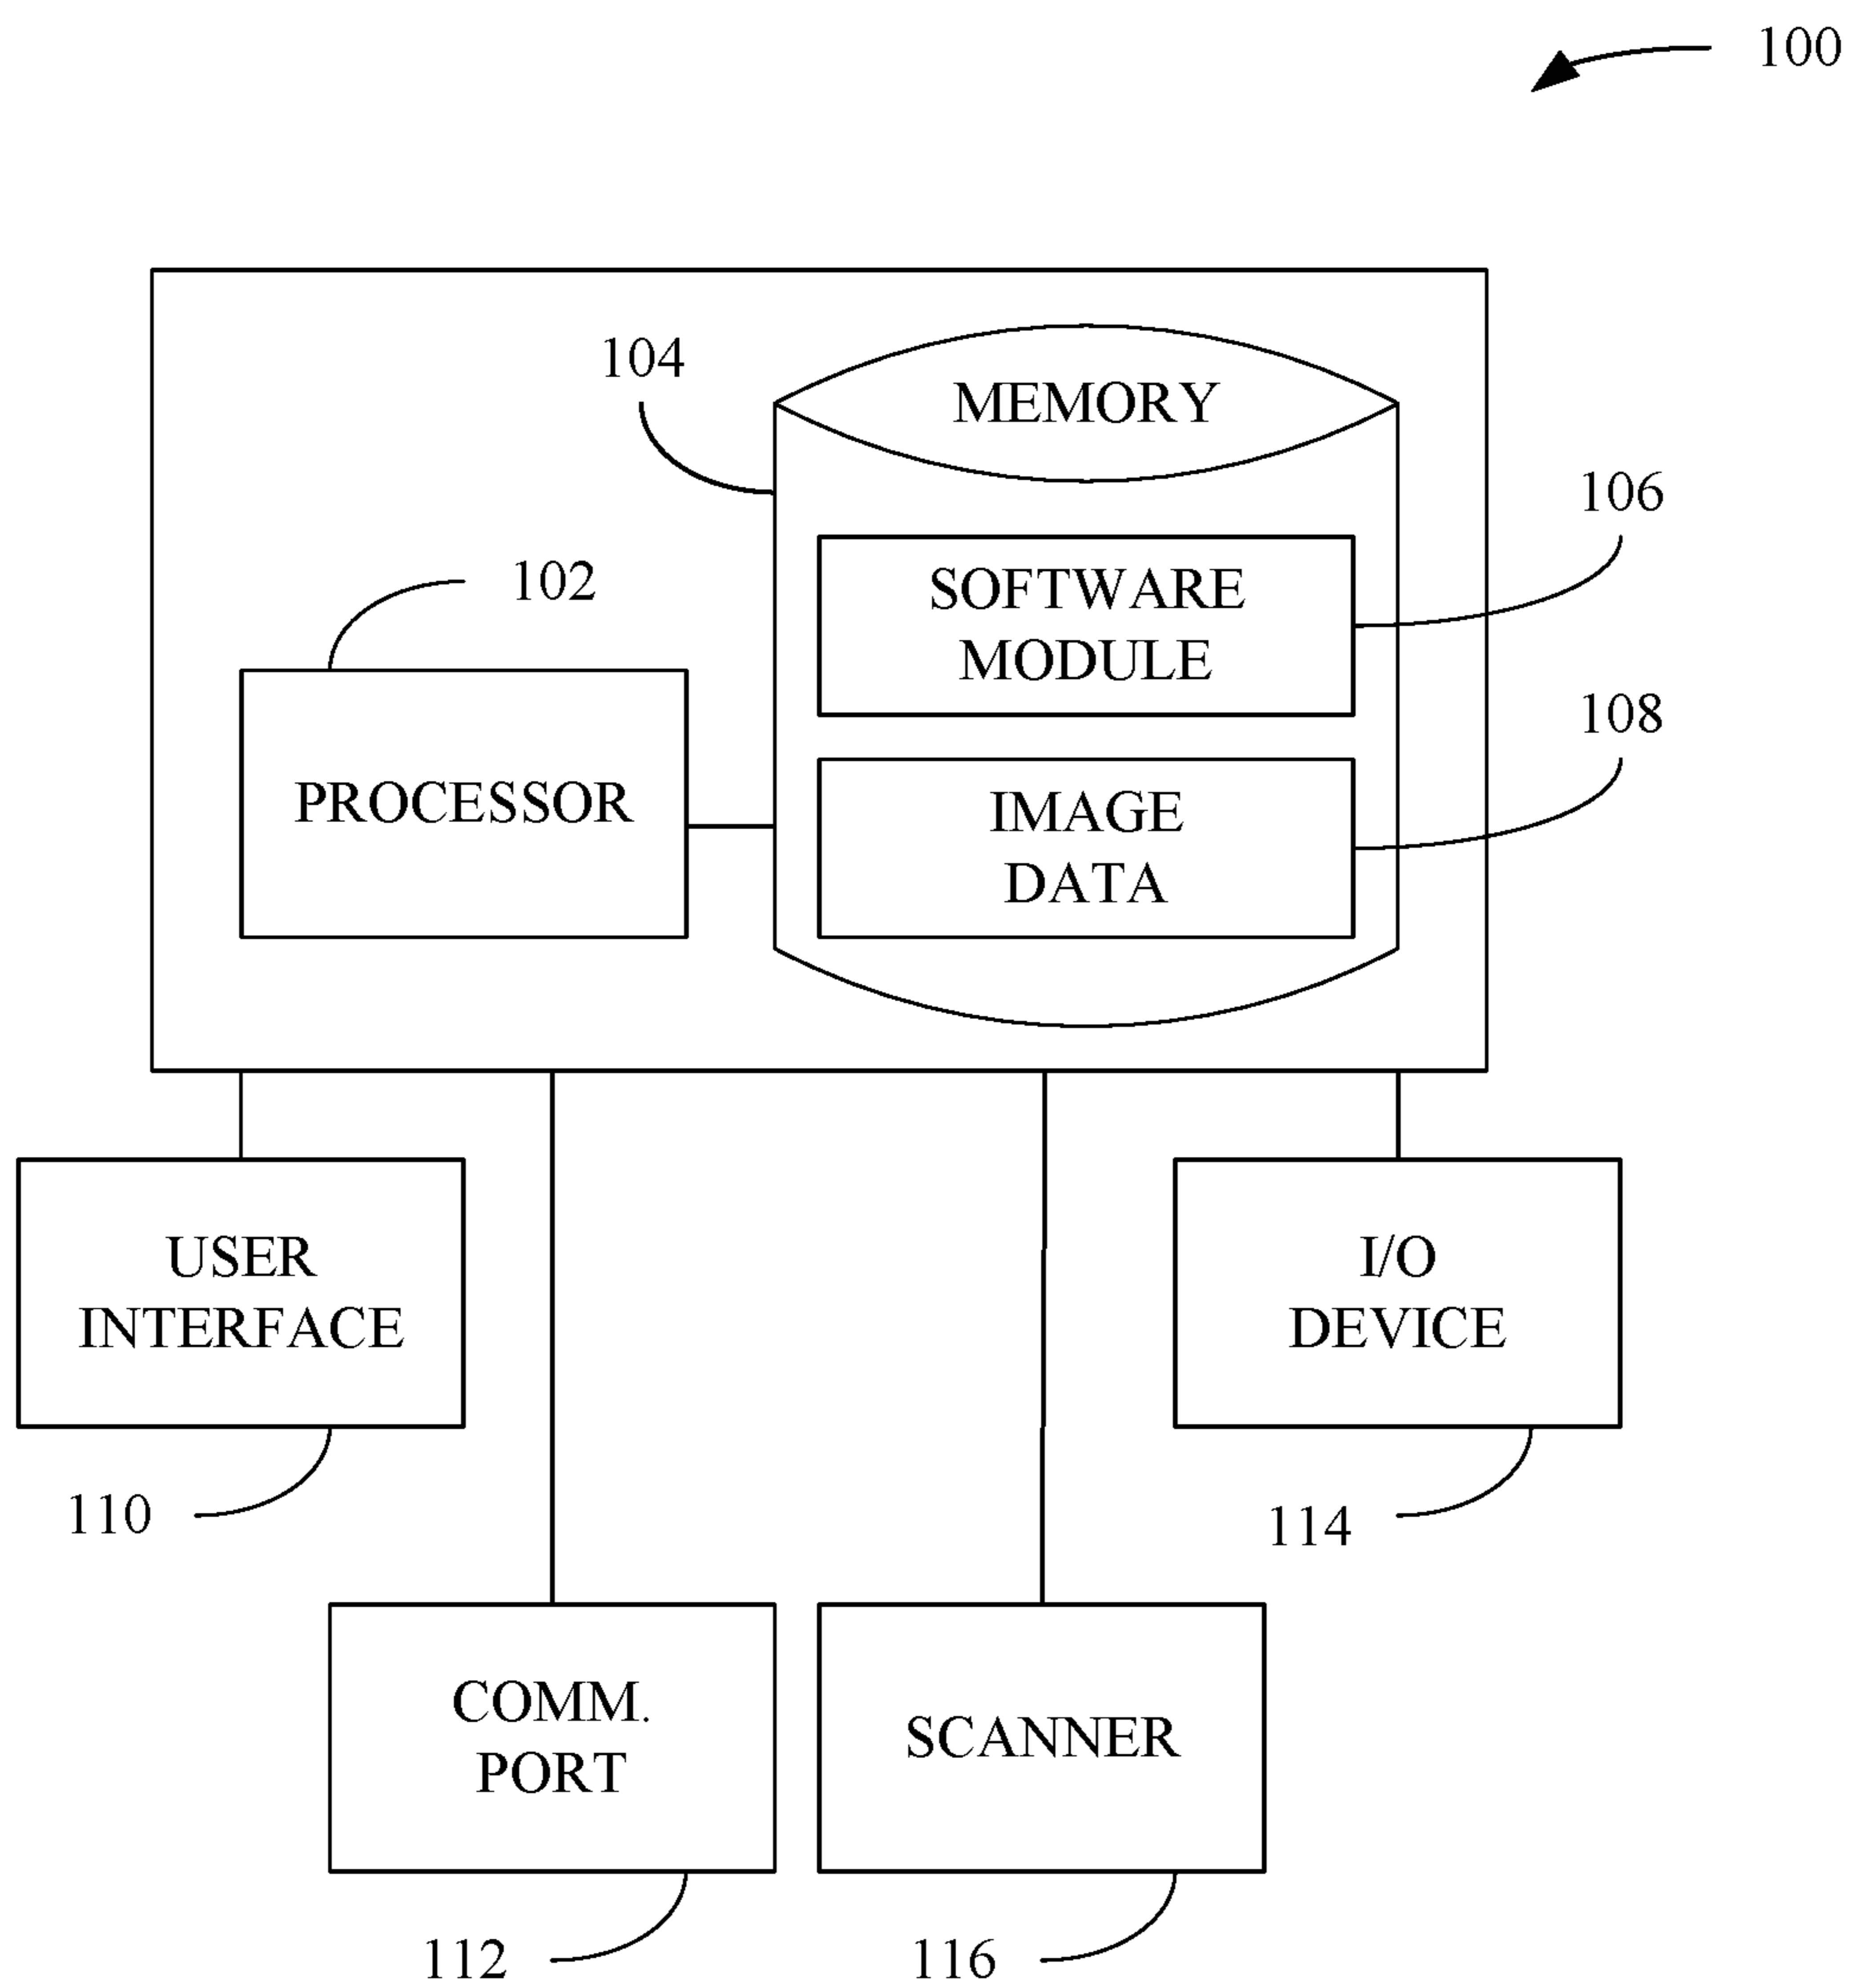 100
104
MEMORY
106
SOFTWARE
MODULE
102
108
PROCESSOR
IMAGE
DATA
USER
INTERFACE
I/O
DEVICE
110
114
COMM.
PORT
SCANNER
112
116